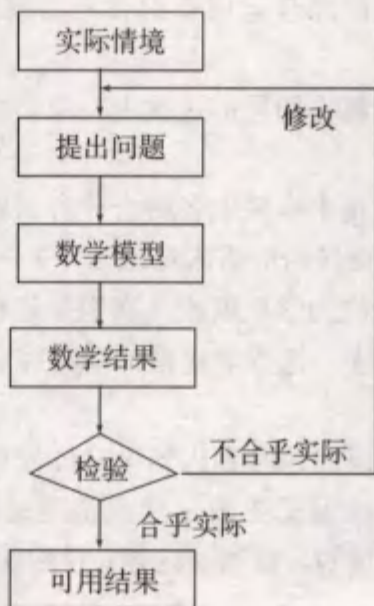 实际情境
修改
提出问题
数学模型
数学结果
检验
不合乎实际
合乎实际
可用结果